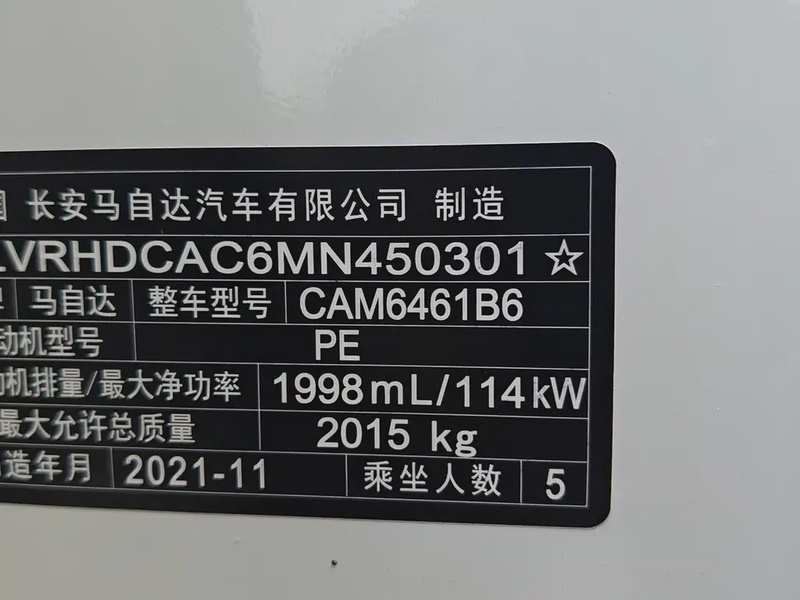 国 长安马自达汽车有限公司 制造
LVRHDCAC6MN450301☆
牌 马自达 整车型号 CAM6461B6
动机型号 PE
动机排量/最大净功率 1998mL/114kW
最大允许总质量 2015 kg
造年月 2021-11 乘坐人数 5